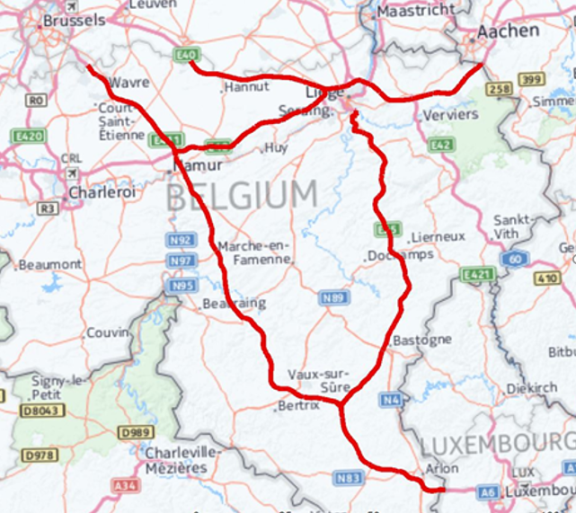 Leuven
Maastricht
Brussels
Aachen
E40
Wavre
Hannut
Liège
258
399
R0
Court-
Saint-
Étienne
Seraing
Verviers
Simme
E420
E42
Huy
CRL
Namur
Charleroi
BELGIUM
R3
Sankt-
Vith
N92
Lierneux
Marche-en-
Famenne
60
N97
Beaumont
E421
410
N95
N89
Beauraing
Couvin
Bastogne
Bitbu
Signy-le-
Petit
Vaux-sur-
Sûre
Diekirch
D8043
Bertrix
N4
D989
D978
Charleville-
Mézières
LUXEMBOURG
Arlon
LUX
A34
N83
A6
Luxembou